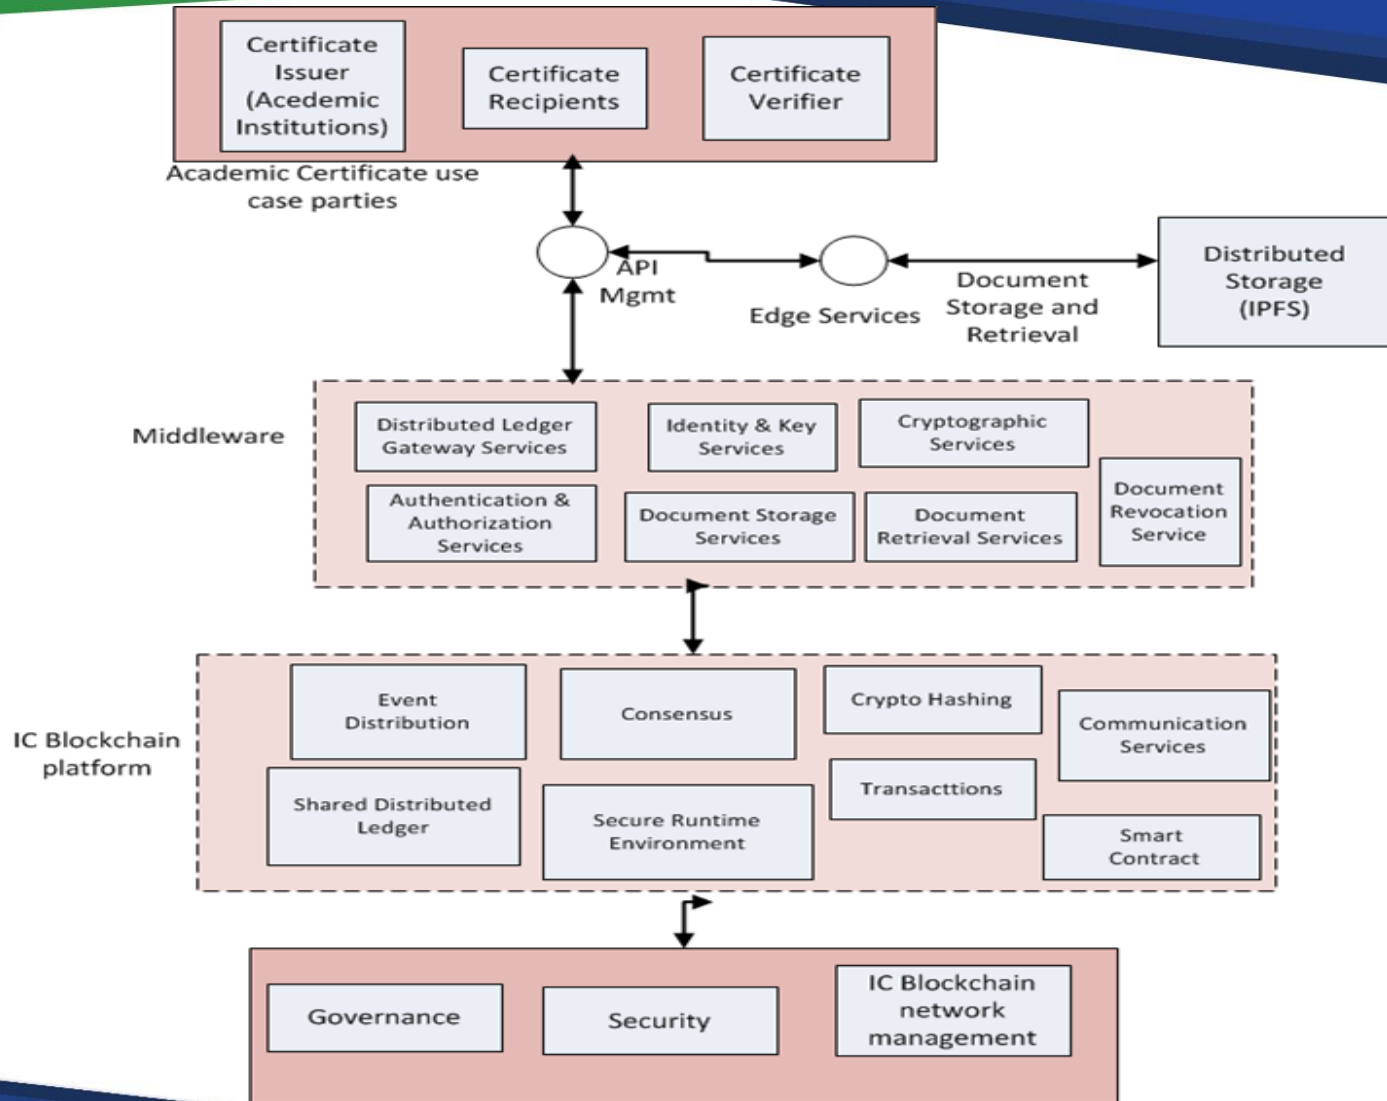 Certificate
Issuer
(Acedemic
Institutions)
Certificate
Recipients
Certificate
Verifier
Academic Certificate use
case parties
API
Mgmt
Edge Services
Document
Storage and
Retrieval
Distributed
Storage
(IPFS)
Middleware
Distributed Ledger
Gateway Services
Identity & Key
Services
Cryptographic
Services
Authentication &
Authorization
Services
Document Storage
Services
Document
Retrieval Services
Document
Revocation
Service
IC Blockchain
platform
Event
Distribution
Consensus
Crypto Hashing
Communication
Services
Shared Distributed
Ledger
Secure Runtime
Environment
Transacttions
Smart
Contract
Governance
Security
IC Blockchain
network
management